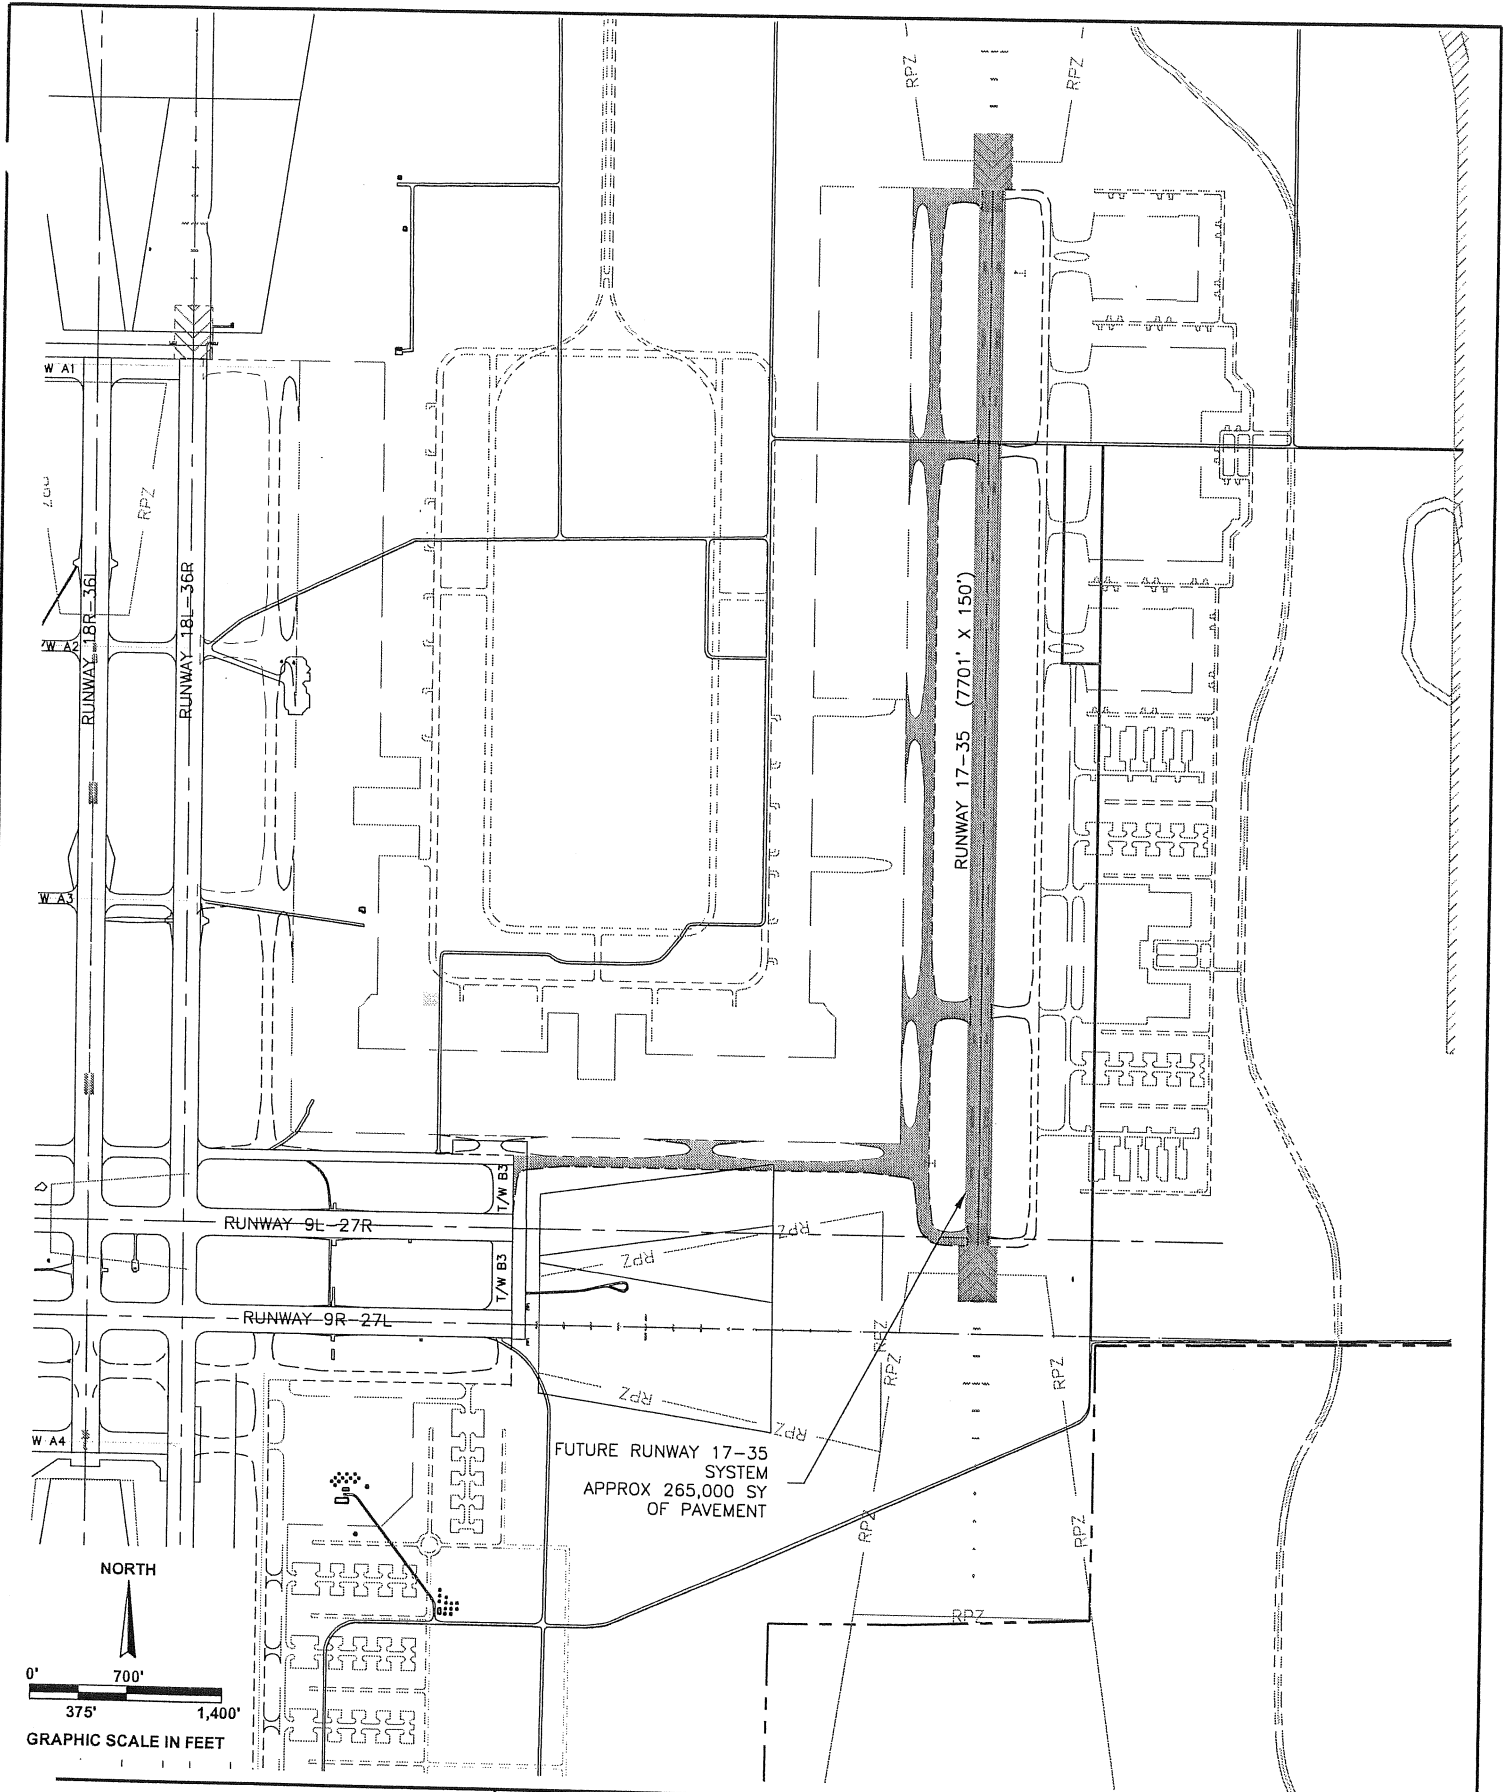 RPZ
RPZ
W A1
200
RPZ
RUNWAY 18R-36L
RUNWAY 18L-36R
W A2
RUNWAY 17-35 (7701' X 150')
W A3
T/W B3
RUNWAY 9L-27R
RPZ
RPZ
RPZ
T/W B3
RUNWAY 9R-27L
RPZ
RPZ
RPZ
RPZ
RPZ
W A4
FUTURE RUNWAY 17-35
SYSTEM
APPROX 265,000 SY
OF PAVEMENT
RPZ
RPZ
RPZ
NORTH
0' 700'
375' 1,400'
GRAPHIC SCALE IN FEET